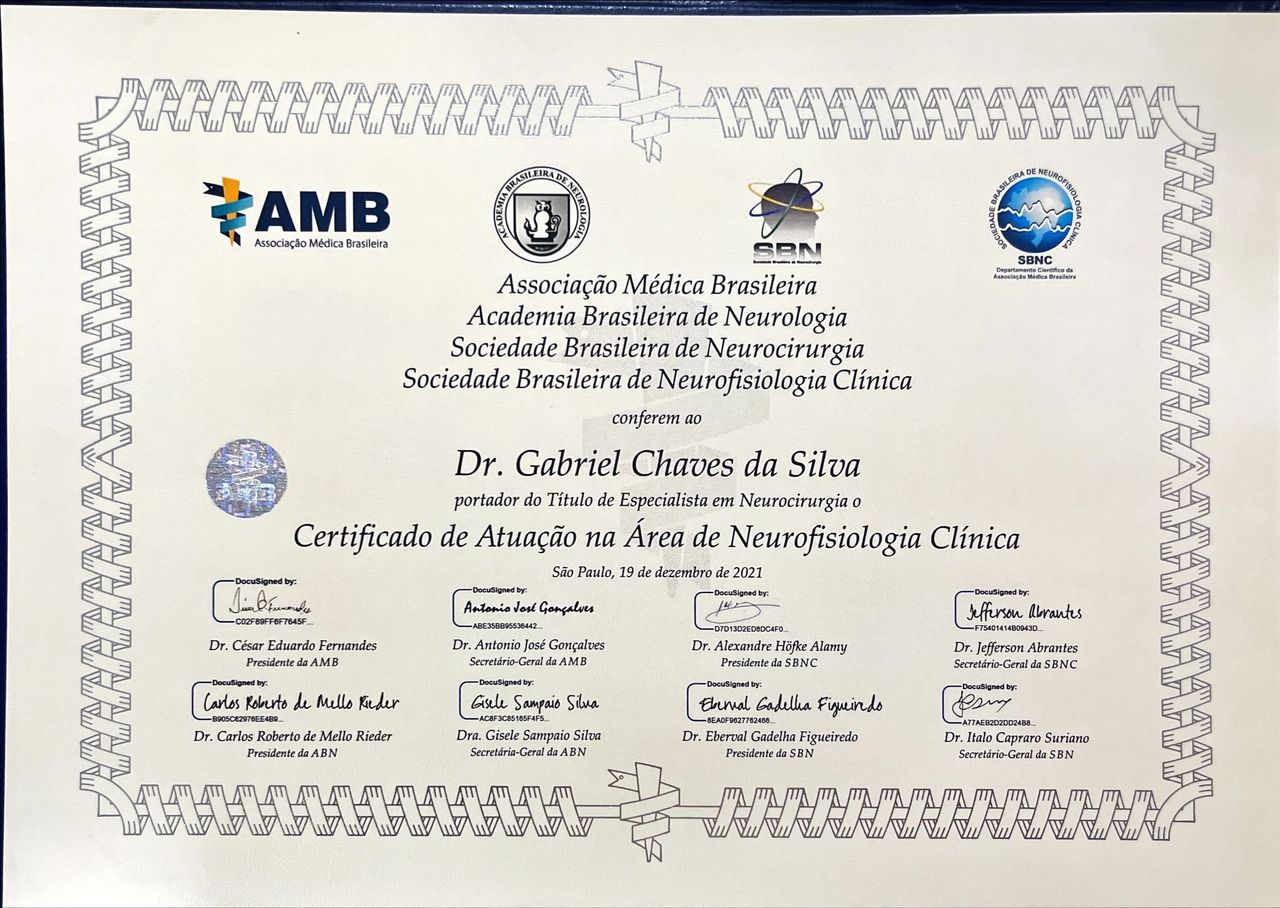 AMB
Associação Médica Brasileira
ACADEMIA BRASILEIRA DE NEUROLOGIA
SBN
Sociedade Brasileira de Neurocirurgia
SOCIEDADE BRASILEIRA DE NEUROFISIOLOGIA CLÍNICA
SBNC
Departamento Científico da
Associação Médica Brasileira
Associação Médica Brasileira
Academia Brasileira de Neurologia
Sociedade Brasileira de Neurocirurgia
Sociedade Brasileira de Neurofisiologia Clínica
conferem ao
Dr. Gabriel Chaves da Silva
portador do Título de Especialista em Neurocirurgia o
Certificado de Atuação na Área de Neurofisiologia Clínica
São Paulo, 19 de dezembro de 2021
DocuSigned by:
C02F89FF6F7645F...
Dr. César Eduardo Fernandes
Presidente da AMB
DocuSigned by:
Antonio José Gonçalves
ABE35BB95536442...
Dr. Antonio José Gonçalves
Secretário-Geral da AMB
DocuSigned by:
D7D13D2ED8DC4F0...
Dr. Alexandre Höfke Alamy
Presidente da SBNC
DocuSigned by:
Jefferson Abrantes
F75401414B0943D...
Dr. Jefferson Abrantes
Secretário-Geral da SBNC
DocuSigned by:
Carlos Roberto de Mello Rieder
B905C62976EE4B9...
Dr. Carlos Roberto de Mello Rieder
Presidente da ABN
DocuSigned by:
Gisele Sampaio Silva
AC8F3C85165F4F5...
Dra. Gisele Sampaio Silva
Secretária-Geral da ABN
DocuSigned by:
Eberval Gadelha Figueiredo
8EA0F9627762466...
Dr. Eberval Gadelha Figueiredo
Presidente da SBN
DocuSigned by:
A77AEB2D2DD24B8...
Dr. Italo Capraro Suriano
Secretário-Geral da SBN